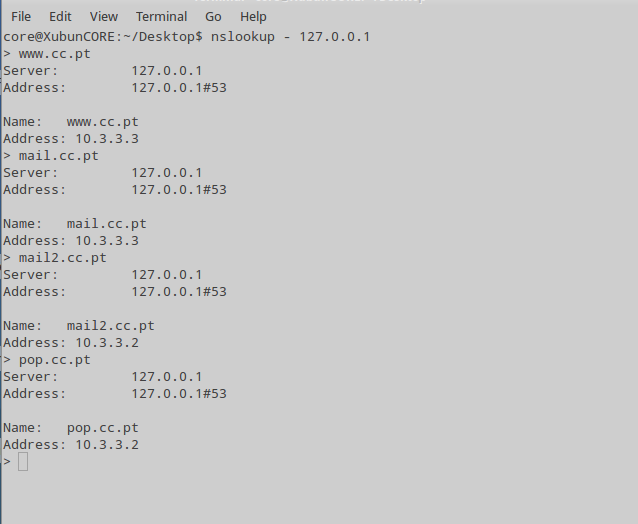 File Edit View Terminal Go Help
core@XubunCORE:~/Desktop$ nslookup - 127.0.0.1
> www.cc.pt
Server:         127.0.0.1
Address:        127.0.0.1#53

Name:   www.cc.pt
Address: 10.3.3.3
> mail.cc.pt
Server:         127.0.0.1
Address:        127.0.0.1#53

Name:   mail.cc.pt
Address: 10.3.3.3
> mail2.cc.pt
Server:         127.0.0.1
Address:        127.0.0.1#53

Name:   mail2.cc.pt
Address: 10.3.3.2
> pop.cc.pt
Server:         127.0.0.1
Address:        127.0.0.1#53

Name:   pop.cc.pt
Address: 10.3.3.2
>